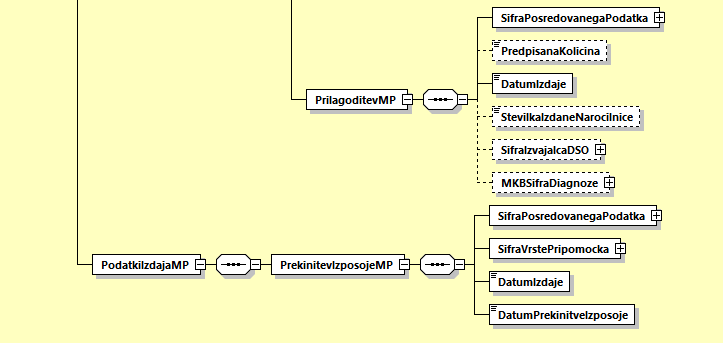 SifraPosredovanegaPodatka
PredpisanaKolicina
DatumIzdaje
PrilagoditevMP
StevilkaIzdaneNarocilnice
SifraIzvajalcaDSO
MKBSifraDiagnoze
SifraPosredovanegaPodatka
SifraVrstePripomocka
PodatkiIzdajaMP
PrekinitevIzposojeMP
DatumIzdaje
DatumPrekinitveIzposoje